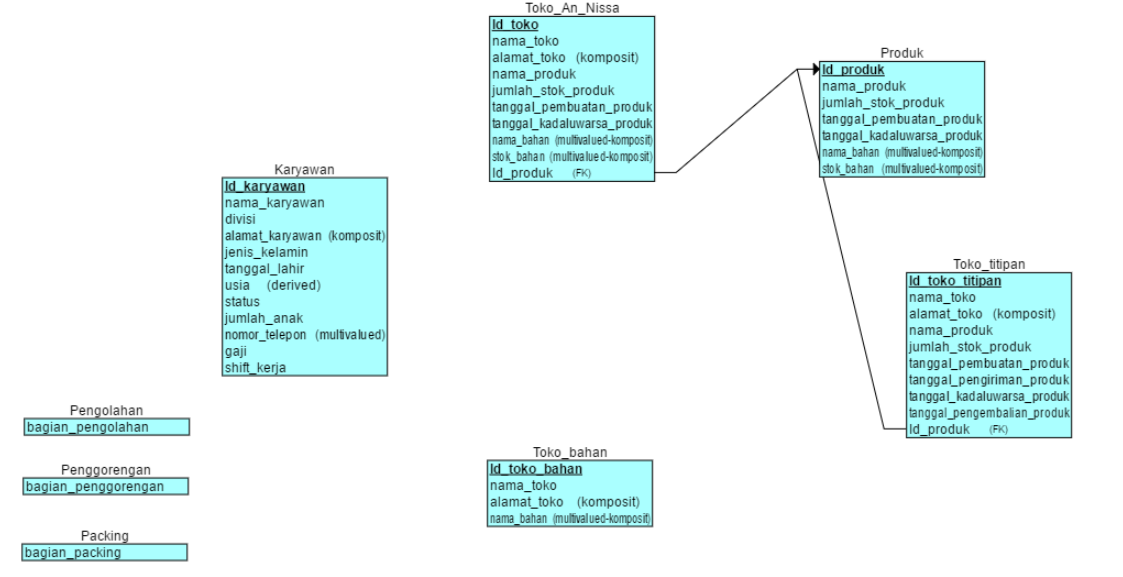 Toko_An_Nissa
Id_toko
nama_toko
alamat_toko (komposit)
nama_produk
jumlah_stok_produk
tanggal_pembuatan_produk
tanggal_kadaluwarsa_produk
nama_bahan (multivalued-komposit)
stok_bahan (multivalued-komposit)
Id_produk (FK)
Produk
Id_produk
nama_produk
jumlah_stok_produk
tanggal_pembuatan_produk
tanggal_kadaluwarsa_produk
nama_bahan (multivalued-komposit)
stok_bahan (multivalued-komposit)
Karyawan
Id_karyawan
nama_karyawan
divisi
alamat_karyawan (komposit)
jenis_kelamin
tanggal_lahir
usia (derived)
status
jumlah_anak
nomor_telepon (multivalued)
gaji
shift_kerja
Toko_titipan
Id_toko_titipan
nama_toko
alamat_toko (komposit)
nama_produk
jumlah_stok_produk
tanggal_pembuatan_produk
tanggal_pengiriman_produk
tanggal_kadaluwarsa_produk
tanggal_pengembalian_produk
Id_produk (FK)
Pengolahan
bagian_pengolahan
Penggorengan
bagian_penggorengan
Packing
bagian_packing
Toko_bahan
Id_toko_bahan
nama_toko
alamat_toko (komposit)
nama_bahan (multivalued-komposit)